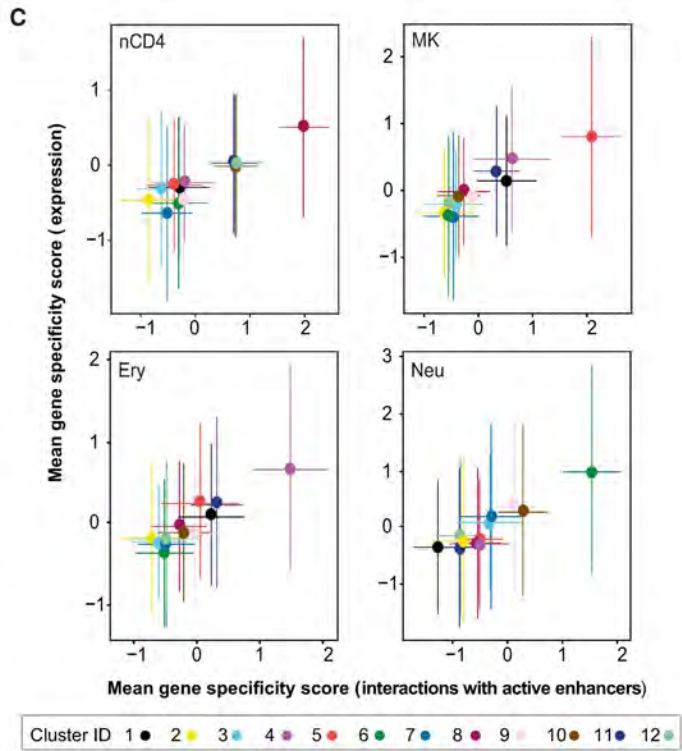 C
nCD4
MK
1
0
−1
2
1
0
−1
−1 0 1 2
−1 0 1 2
Mean gene specificity score ( expression)
Ery
Neu
2
1
0
−1
3
2
1
0
−1
−1 0 1 2
−1 0 1 2
Mean gene specificity score (interactions with active enhancers)
Cluster ID 1 2 3 4 5 6 7 8 9 10 11 12